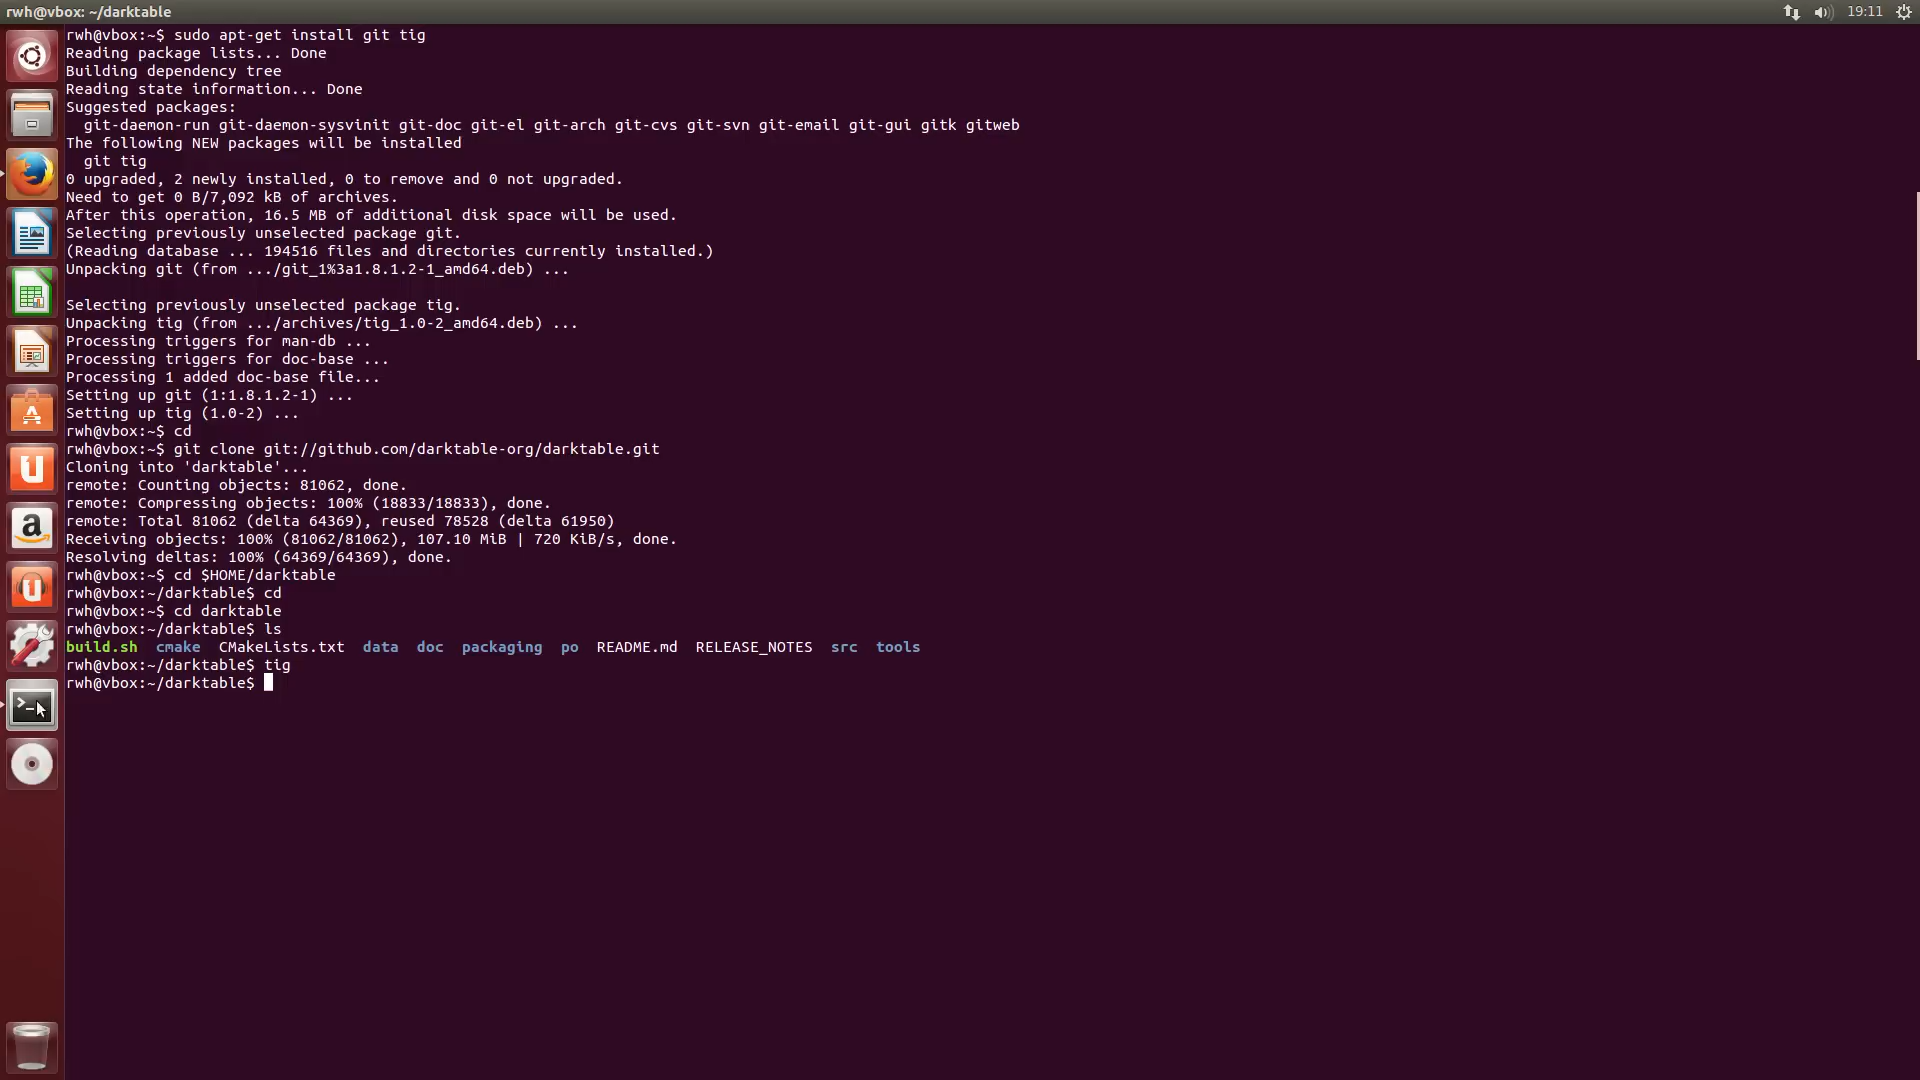 rwh@vbox: ~/darktable
19:11
rwh@vbox:~$ sudo apt-get install git tig
Reading package lists... Done
Building dependency tree
Reading state information... Done
Suggested packages:
  git-daemon-run git-daemon-sysvinit git-doc git-el git-arch git-cvs git-svn git-email git-gui gitk gitweb
The following NEW packages will be installed
  git tig
0 upgraded, 2 newly installed, 0 to remove and 0 not upgraded.
Need to get 0 B/7,092 kB of archives.
After this operation, 16.5 MB of additional disk space will be used.
Selecting previously unselected package git.
(Reading database ... 194516 files and directories currently installed.)
Unpacking git (from .../git_1%3a1.8.1.2-1_amd64.deb) ...
Selecting previously unselected package tig.
Unpacking tig (from .../archives/tig_1.0-2_amd64.deb) ...
Processing triggers for man-db ...
Processing triggers for doc-base ...
Processing 1 added doc-base file...
Setting up git (1:1.8.1.2-1) ...
Setting up tig (1.0-2) ...
rwh@vbox:~$ cd
rwh@vbox:~$ git clone git://github.com/darktable-org/darktable.git
Cloning into 'darktable'...
remote: Counting objects: 81062, done.
remote: Compressing objects: 100% (18833/18833), done.
remote: Total 81062 (delta 64369), reused 78528 (delta 61950)
Receiving objects: 100% (81062/81062), 107.10 MiB | 720 KiB/s, done.
Resolving deltas: 100% (64369/64369), done.
rwh@vbox:~$ cd $HOME/darktable
rwh@vbox:~/darktable$ cd
rwh@vbox:~$ cd darktable
rwh@vbox:~/darktable$ ls
build.sh  cmake  CMakeLists.txt  data  doc  packaging  po  README.md  RELEASE_NOTES  src  tools
rwh@vbox:~/darktable$ tig
rwh@vbox:~/darktable$